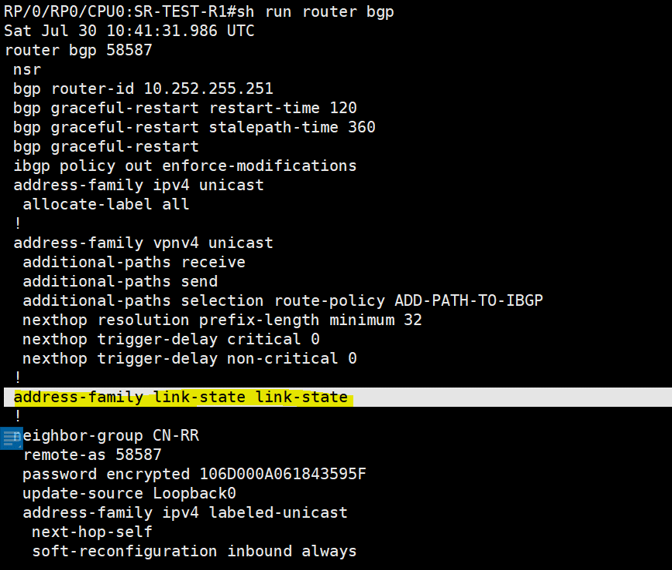 RP/0/RP0/CPU0:SR-TEST-R1#sh run router bgp
Sat Jul 30 10:41:31.986 UTC
router bgp 58587
nsr
bgp router-id 10.252.255.251
bgp graceful-restart restart-time 120
bgp graceful-restart stalepath-time 360
bgp graceful-restart
ibgp policy out enforce-modifications
address-family ipv4 unicast
allocate-label all
!
address-family vpnv4 unicast
additional-paths receive
additional-paths send
additional-paths selection route-policy ADD-PATH-TO-IBGP
nexthop resolution prefix-length minimum 32
nexthop trigger-delay critical 0
nexthop trigger-delay non-critical 0
!
address-family link-state link-state
!
neighbor-group CN-RR
remote-as 58587
password encrypted 106D000A061843595F
update-source Loopback0
address-family ipv4 labeled-unicast
next-hop-self
soft-reconfiguration inbound always